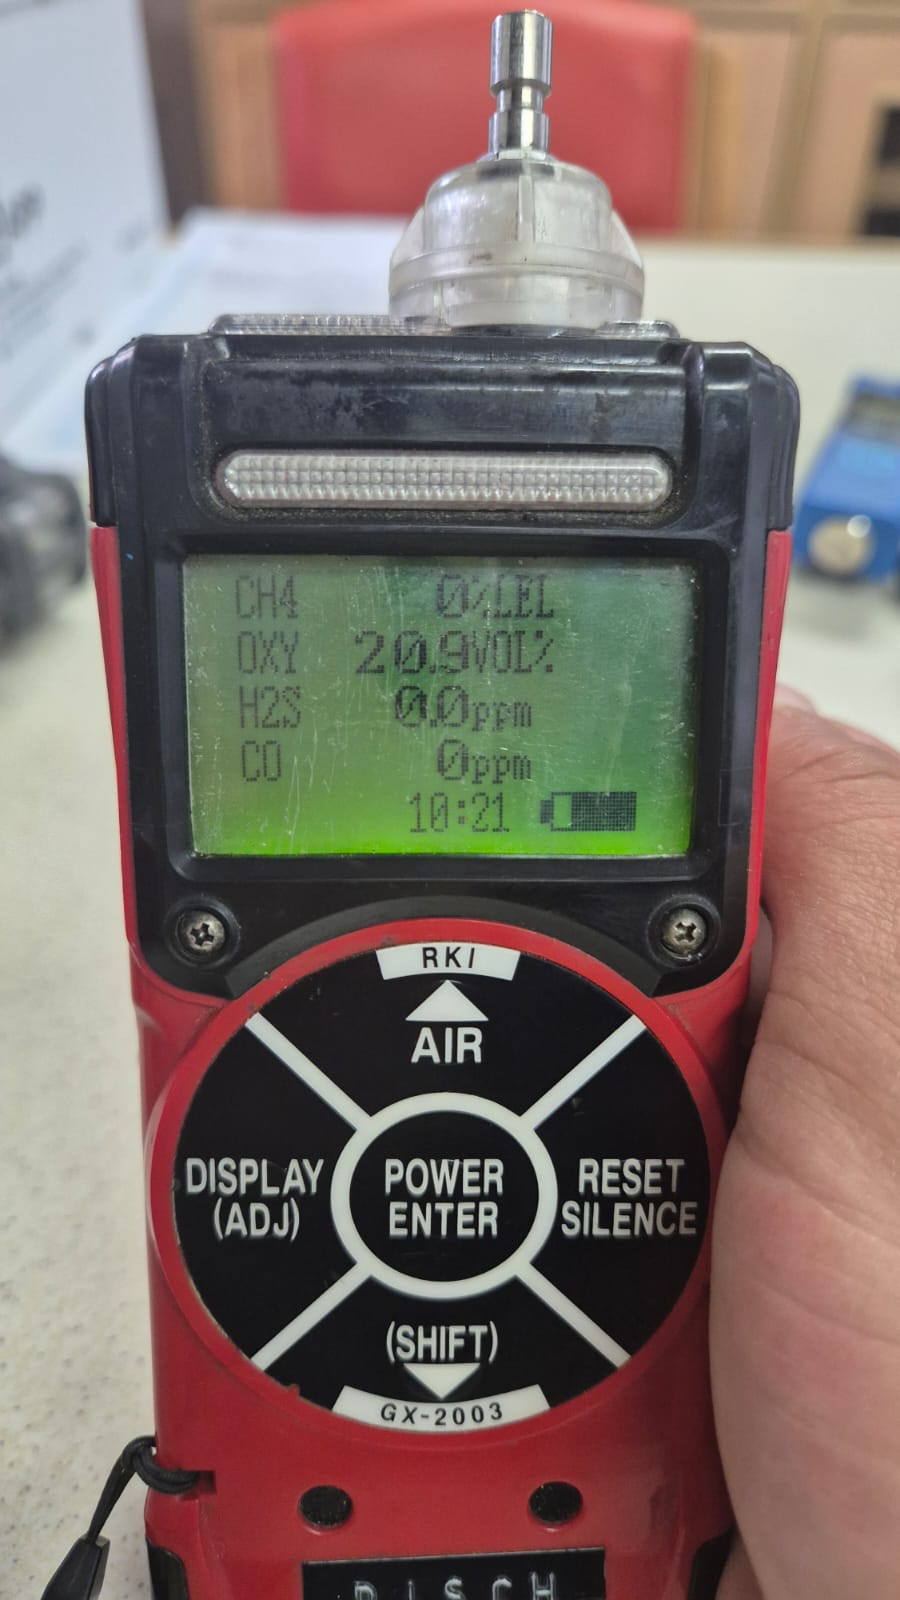 CH4 0%LEL
OXY 20.9VOL%
H2S 0.0ppm
CO 0ppm
10:21
RKI
AIR
DISPLAY
(ADJ)
POWER
ENTER
RESET
SILENCE
(SHIFT)
GX-2003
DISCH